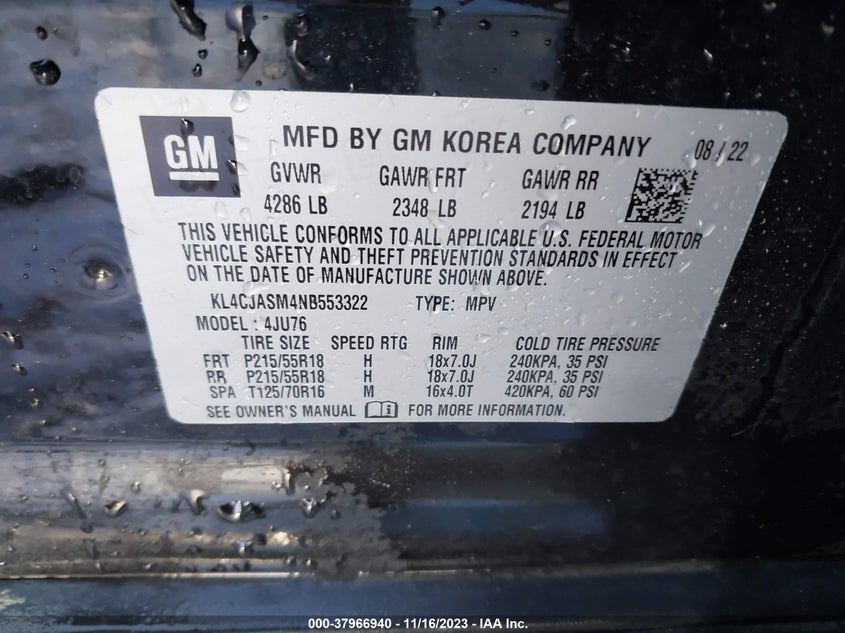 GM
MFD BY GM KOREA COMPANY 08 / 22
GVWR GAWR FRT GAWR RR
4286 LB 2348 LB 2194 LB
THIS VEHICLE CONFORMS TO ALL APPLICABLE U.S. FEDERAL MOTOR
VEHICLE SAFETY AND THEFT PREVENTION STANDARDS IN EFFECT
ON THE DATE OF MANUFACTURE SHOWN ABOVE.
KL4CJASM4NB553322 TYPE: MPV
MODEL : 4JU76
TIRE SIZE SPEED RTG RIM COLD TIRE PRESSURE
FRT P215/55R18 H 18x7.0J 240KPA, 35 PSI
RR P215/55R18 H 18x7.0J 240KPA, 35 PSI
SPA T125/70R16 M 16x4.0T 420KPA, 60 PSI
SEE OWNER'S MANUAL FOR MORE INFORMATION.
000-37966940 - 11/16/2023 - IAA Inc.